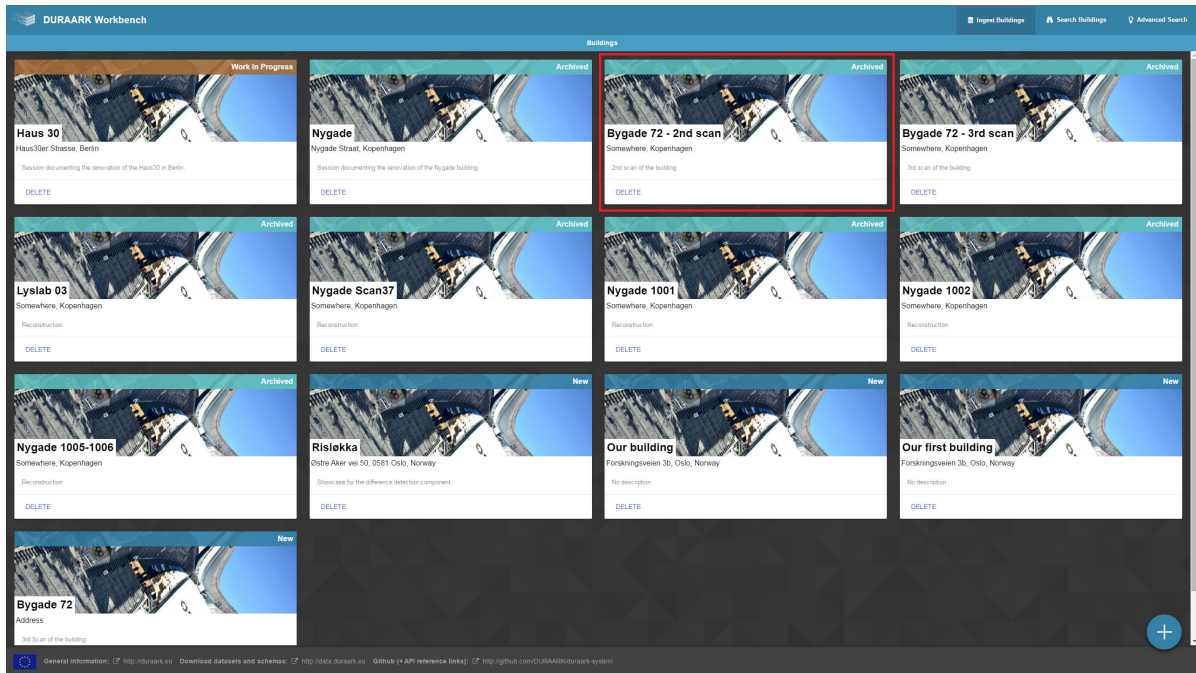 DURAARK Workbench
Ingest Buildings
Search Buildings
Advanced Search
Buildings
Work In Progress
Haus 30
Haus30er Strasse, Berlin
Session documenting the renovation of the Haus30 in Berlin.
DELETE
Archived
Nygade
Nygade Straat, Kopenhagen
Session documenting the renovation of the Nygade building.
DELETE
Archived
Bygade 72 - 2nd scan
Somewhere, Kopenhagen
2nd scan of the building
DELETE
Archived
Bygade 72 - 3rd scan
Somewhere, Kopenhagen
3rd scan of the building
DELETE
Archived
Lyslab 03
Somewhere, Kopenhagen
Reconstruction
DELETE
Archived
Nygade Scan37
Somewhere, Kopenhagen
Reconstruction
DELETE
Archived
Nygade 1001
Somewhere, Kopenhagen
Reconstruction
DELETE
Archived
Nygade 1002
Somewhere, Kopenhagen
Reconstruction
DELETE
Archived
Nygade 1005-1006
Somewhere, Kopenhagen
Reconstruction
DELETE
New
Risløkka
Østre Aker vei 50, 0581 Oslo, Norway
Showcase for the difference detection component
DELETE
New
Our building
Forskningsveien 3b, Oslo, Norway
No description
DELETE
New
Our first building
Forskningsveien 3b, Oslo, Norway
No description
DELETE
New
Bygade 72
Address
3rd Scan of the building
General information: http://duraark.eu Download datasets and schemas: http://data.duraark.eu Github (+ API reference links): http://github.com/DURAARK/duraark-system